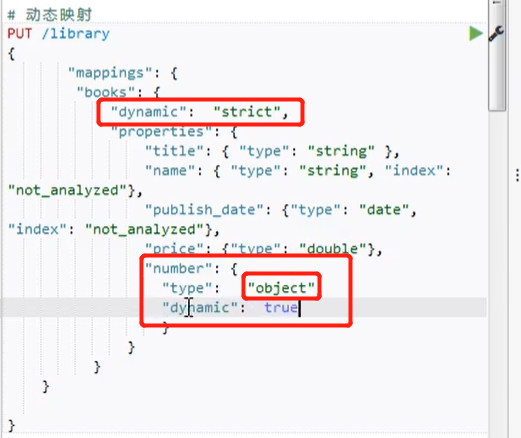 # 动态映射
PUT /library
{
"mappings": {
"books": {
"dynamic": "strict",
"properties": {
"title": { "type": "string" },
"name": { "type": "string", "index":
"not_analyzed"},
"publish_date": {"type": "date",
"index": "not_analyzed"},
"price": {"type": "double"},
"number": {
"type": "object"
"dynamic": true
}
}
}
}
}